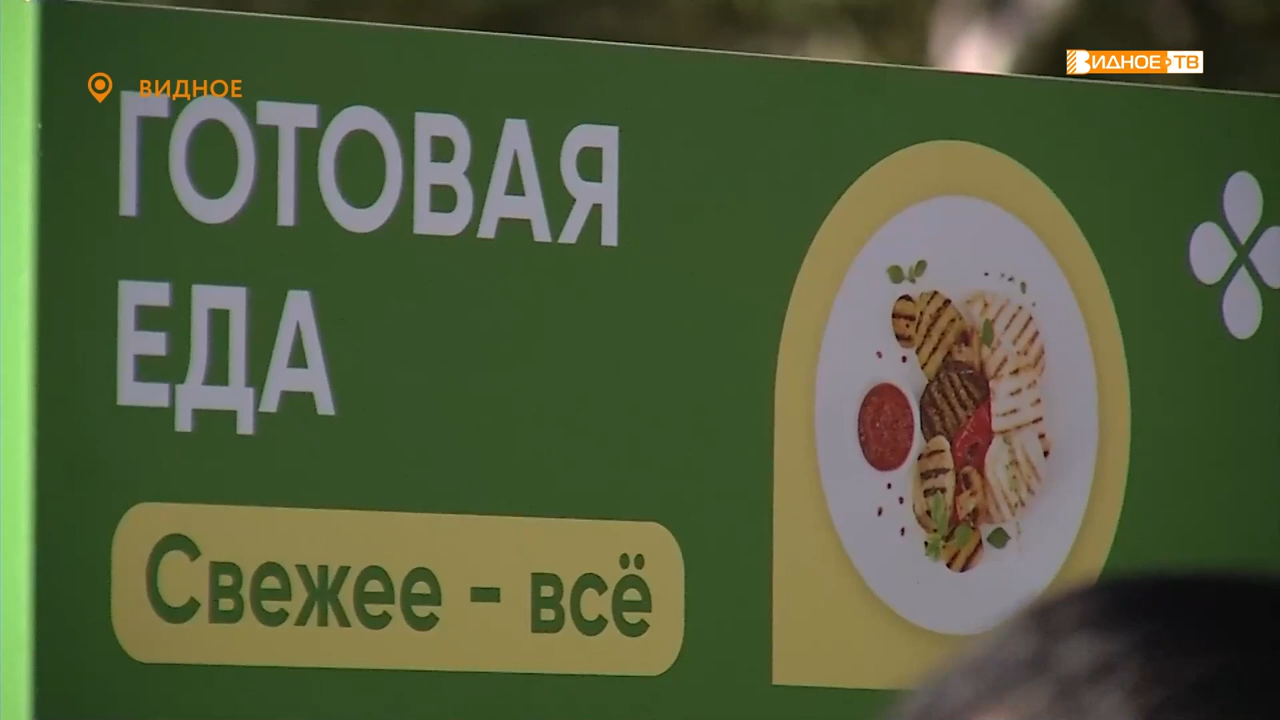 ВИДНОЕ
ВИДНОЕ ТВ
ГОТОВАЯ
ЕДА
Свежее - всё